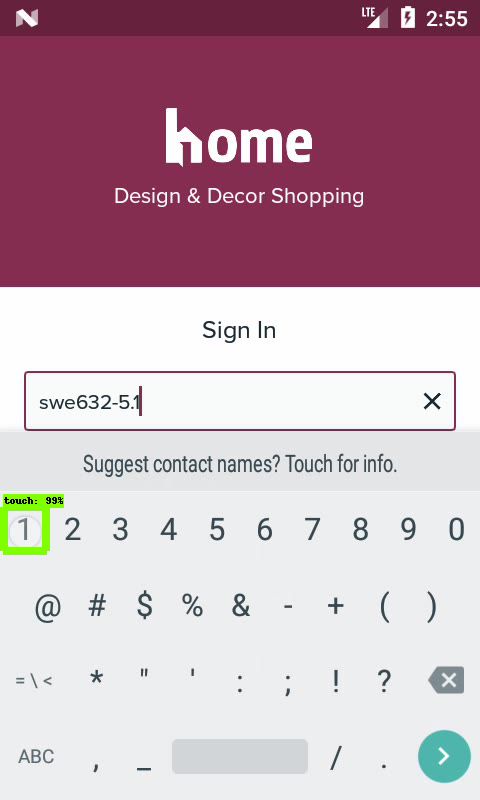 LTE 2:55
home
Design & Decor Shopping
Sign In
swe632-5.1
Suggest contact names? Touch for info.
touch: 99%
1 2 3 4 5 6 7 8 9 0
@ # $ % & - + ( )
= \ < * " ' : ; ! ?
ABC , _ / .